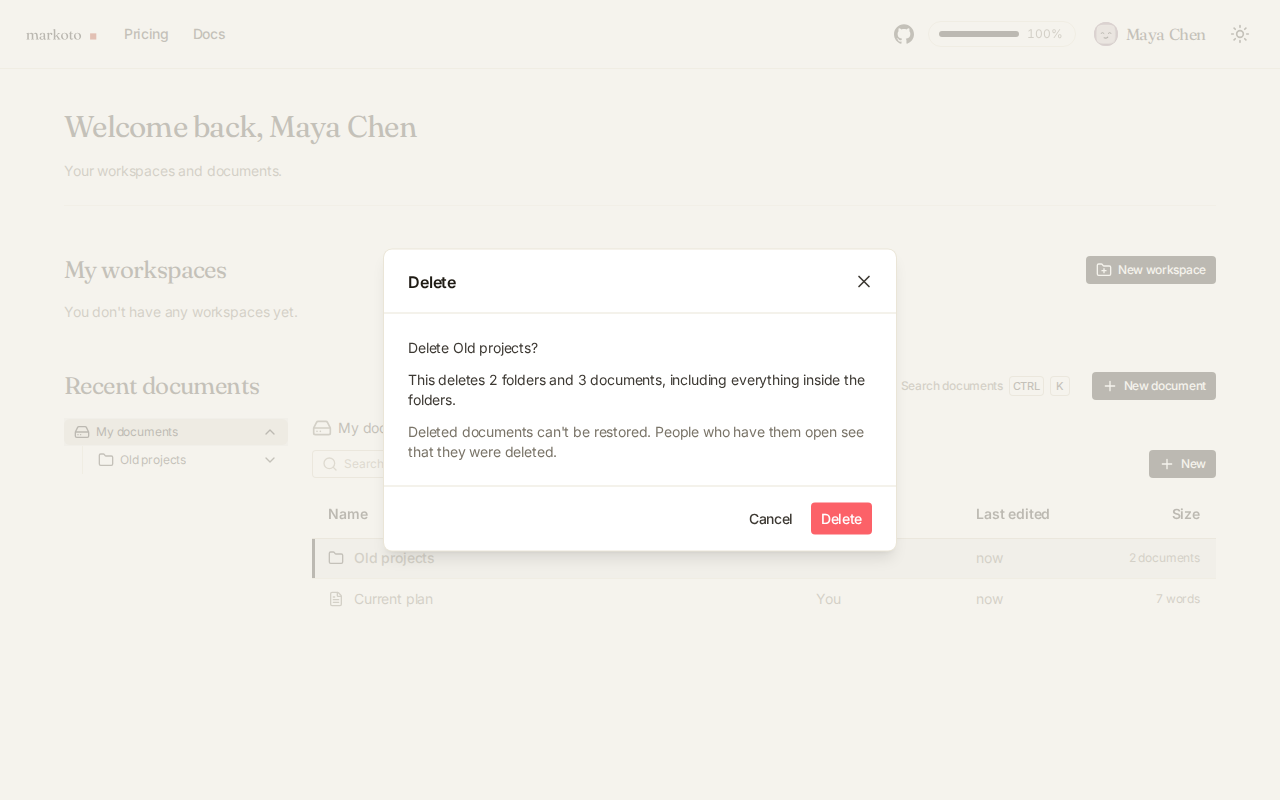 markoto Pricing Docs 100% Maya Chen
Welcome back, Maya Chen
Your workspaces and documents.
My workspaces
New workspace
You don't have any workspaces yet.
Delete
Delete Old projects?
This deletes 2 folders and 3 documents, including everything inside the
folders.
Deleted documents can't be restored. People who have them open see
that they were deleted.
Cancel Delete
Recent documents
Search documents CTRL K New document
My documents
Old projects
My doc
Search
New
Name Last edited Size
Old projects now 2 documents
Current plan You now 7 words